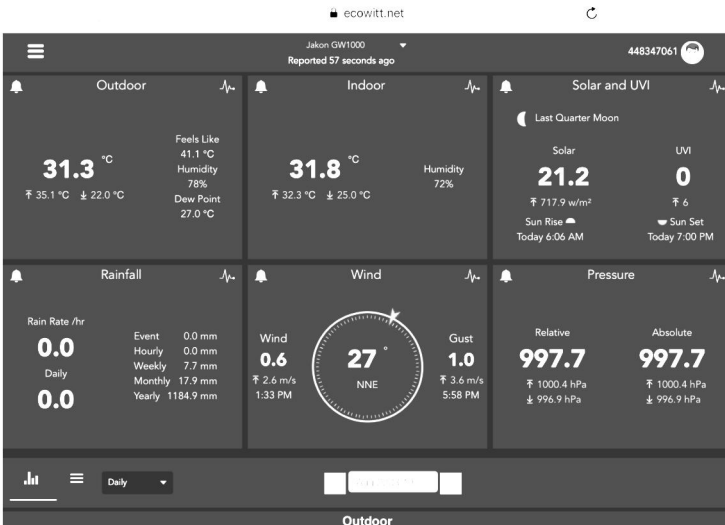 ecowitt.net
Jakon GW1000
Reported 57 seconds ago
448347061
Outdoor
31.3 °C
↑ 35.1 °C ↓ 22.0 °C
Feels Like
41.1 °C
Humidity
78%
Dew Point
27.0 °C
Indoor
31.8 °C
↑ 32.3 °C ↓ 25.0 °C
Humidity
72%
Solar and UVI
Last Quarter Moon
Solar
21.2
↑ 717.9 w/m²
UVI
0
↑ 6
Sun Rise
Today 6:06 AM
Sun Set
Today 7:00 PM
Rainfall
Rain Rate /hr
0.0
Daily
0.0
Event 0.0 mm
Hourly 0.0 mm
Weekly 7.7 mm
Monthly 17.9 mm
Yearly 1184.9 mm
Wind
Wind
0.6
↑ 2.6 m/s
1:33 PM
27 °
NNE
Gust
1.0
↑ 3.6 m/s
5:58 PM
Pressure
Relative
997.7
↑ 1000.4 hPa
↓ 996.9 hPa
Absolute
997.7
↑ 1000.4 hPa
↓ 996.9 hPa
Daily
Outdoor